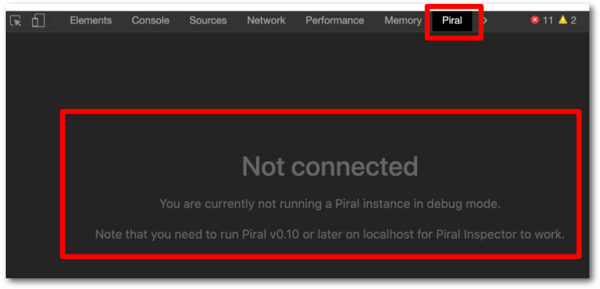 Elements Console Sources Network Performance Memory Piral » 11 2
Not connected
You are currently not running a Piral instance in debug mode.
Note that you need to run Piral v0.10 or later on localhost for Piral Inspector to work.